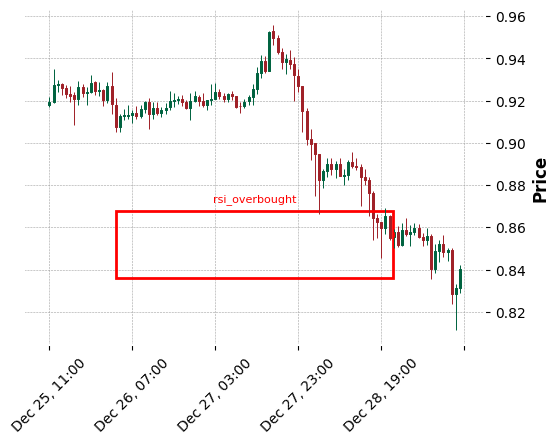 0.96
0.94
0.92
0.90
0.88
0.86
0.84
0.82
Price
rsi_overbought
Dec 25, 11:00
Dec 26, 07:00
Dec 27, 03:00
Dec 27, 23:00
Dec 28, 19:00